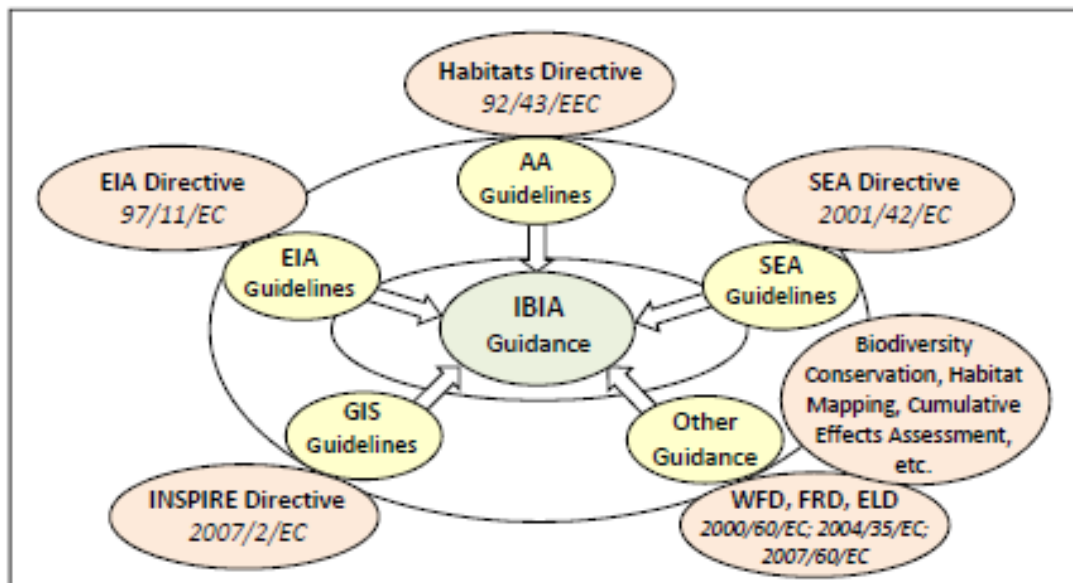 Habitats Directive
92/43/EEC
EIA Directive
97/11/EC
AA
Guidelines
SEA Directive
2001/42/EC
EIA
Guidelines
SEA
Guidelines
IBIA
Guidance
Biodiversity
Conservation, Habitat
Mapping, Cumulative
Effects Assessment,
etc.
GIS
Guidelines
Other
Guidance
INSPIRE Directive
2007/2/EC
WFD, FRD, ELD
2000/60/EC; 2004/35/EC;
2007/60/EC